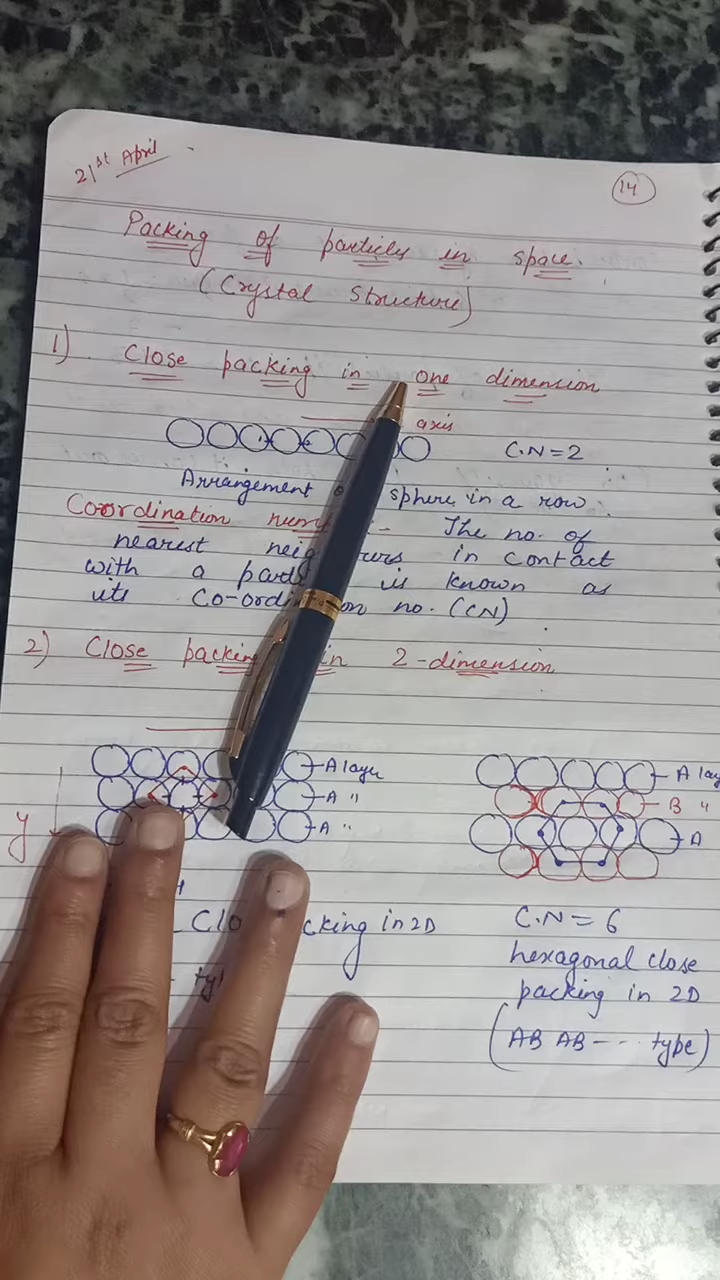 21st April
14
Packing of particles in space.
(Crystal Structure)
1) Close packing in one dimension
axis
C.N=2
Arrangement sphere in a row.
Coordination :- The no. of
nearest in contact
with a is known as
its no. (CN)
2) Close packing in 2-dimension
A layer
A "
A "
y
A lay
B "
A
packing in 2D
C.N = 6
hexagonal close
packing in 2D
(AB AB --- type)